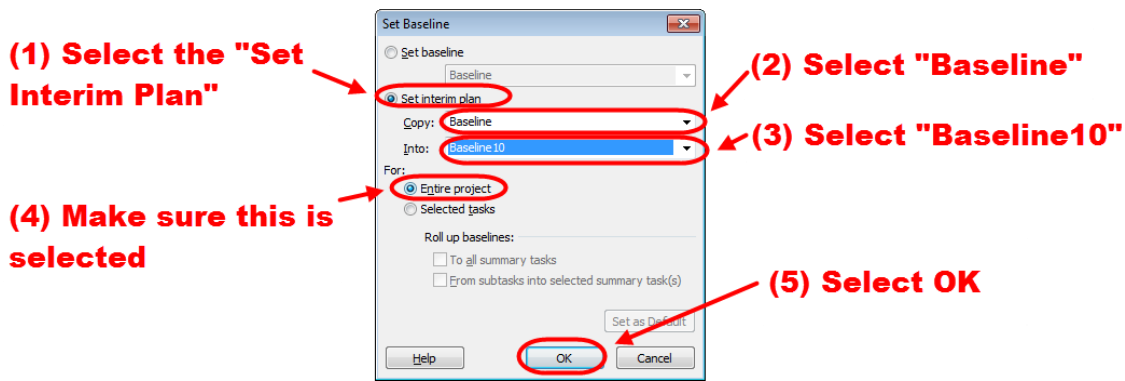 Set Baseline
(1) Select the "Set
Interim Plan"
Set baseline
Baseline
(2) Select "Baseline"
Set interim plan
Copy: Baseline
(3) Select "Baseline10"
Into: Baseline10
For:
Entire project
(4) Make sure this is
selected
Selected tasks
Roll up baselines:
To all summary tasks
From subtasks into selected summary task(s)
(5) Select OK
Set as Default
Help OK Cancel